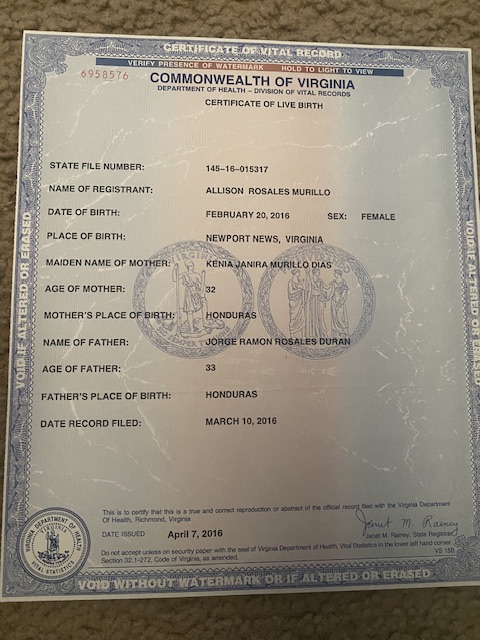 CERTIFICATE OF VITAL RECORD
VERIFY PRESENCE OF WATERMARK HOLD TO LIGHT TO VIEW
6958576
COMMONWEALTH OF VIRGINIA
DEPARTMENT OF HEALTH – DIVISION OF VITAL RECORDS
CERTIFICATE OF LIVE BIRTH
STATE FILE NUMBER: 145-16-015317
NAME OF REGISTRANT: ALLISON ROSALES MURILLO
DATE OF BIRTH: FEBRUARY 20, 2016 SEX: FEMALE
PLACE OF BIRTH: NEWPORT NEWS, VIRGINIA
MAIDEN NAME OF MOTHER: KENIA JANIRA MURILLO DIAS
AGE OF MOTHER: 32
MOTHER'S PLACE OF BIRTH: HONDURAS
NAME OF FATHER: JORGE RAMON ROSALES DURAN
AGE OF FATHER: 33
FATHER'S PLACE OF BIRTH: HONDURAS
DATE RECORD FILED: MARCH 10, 2016
This is to certify that this is a true and correct reproduction or abstract of the official record filed with the Virginia Department
Of Health, Richmond, Virginia
DATE ISSUED April 7, 2016
Janet M. Rainey
Janet M. Rainey, State Registrar
Do not accept unless on security paper with the seal of Virginia Department of Health, Vital Statistics in the lower left hand corner.
Section 32.1-272, Code of Virginia, as amended.
VS 15B
VIRGINIA DEPARTMENT OF HEALTH
VITAL STATISTICS
VOID WITHOUT WATERMARK OR IF ALTERED OR ERASED
VOID IF ALTERED OR ERASED
VOID IF ALTERED OR ERASED